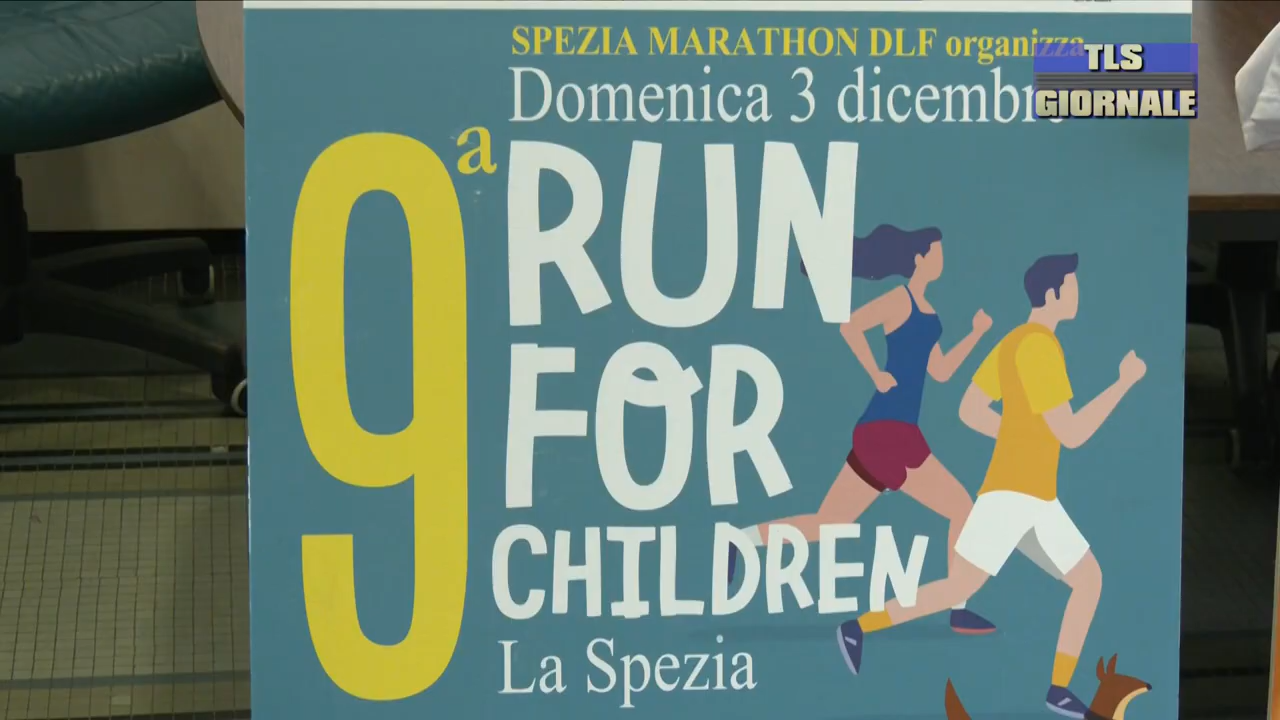 SPEZIA MARATHON DLF organizza
Domenica 3 dicembre
TLS
GIORNALE
9a RUN
FOR
CHILDREN
La Spezia